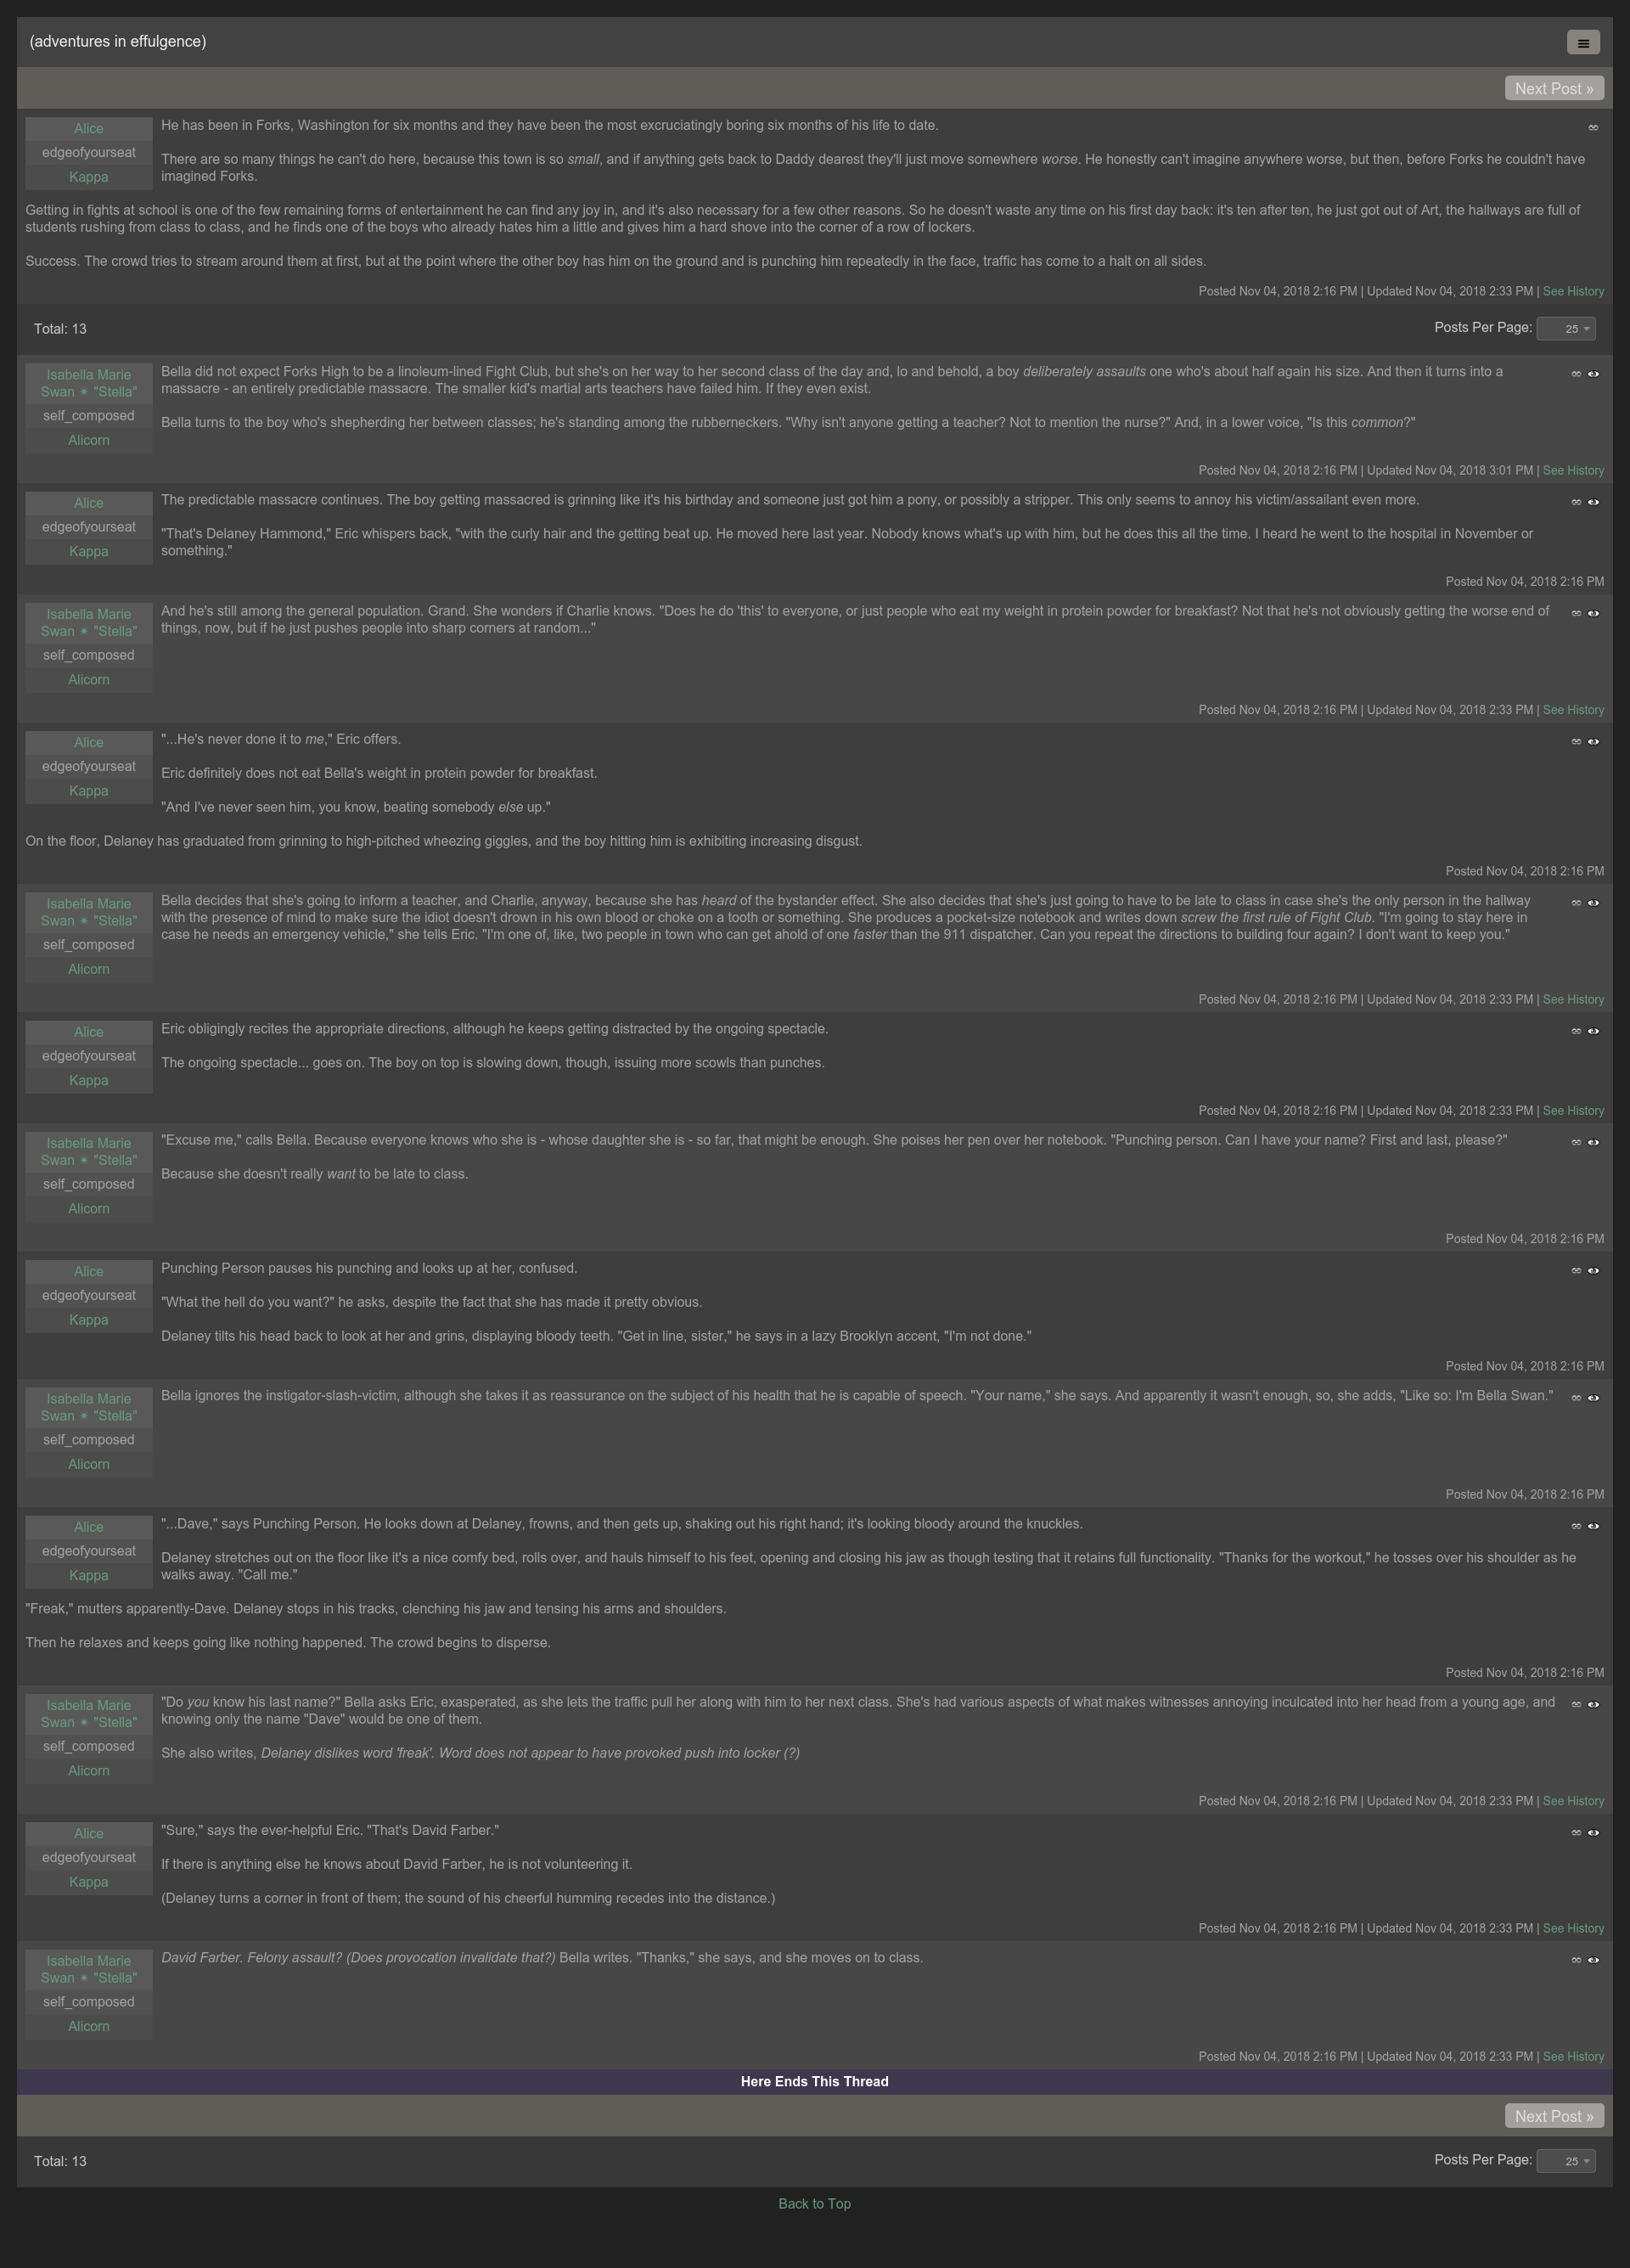 (adventures in effulgence)
Next Post »
Alice
edgeofyourseat
Kappa
He has been in Forks, Washington for six months and they have been the most excruciatingly boring six months of his life to date.
There are so many things he can't do here, because this town is so small, and if anything gets back to Daddy dearest they'll just move somewhere worse. He honestly can't imagine anywhere worse, but then, before Forks he couldn't have
imagined Forks.
Getting in fights at school is one of the few remaining forms of entertainment he can find any joy in, and it's also necessary for a few other reasons. So he doesn't waste any time on his first day back: it's ten after ten, he just got out of Art, the hallways are full of
students rushing from class to class, and he finds one of the boys who already hates him a little and gives him a hard shove into the corner of a row of lockers.
Success. The crowd tries to stream around them at first, but at the point where the other boy has him on the ground and is punching him repeatedly in the face, traffic has come to a halt on all sides.
Posted Nov 04, 2018 2:16 PM | Updated Nov 04, 2018 2:33 PM | See History
Total: 13
Posts Per Page: 25
Isabella Marie
Swan ✴ "Stella"
self_composed
Alicorn
Bella did not expect Forks High to be a linoleum-lined Fight Club, but she's on her way to her second class of the day and, lo and behold, a boy deliberately assaults one who's about half again his size. And then it turns into a
massacre - an entirely predictable massacre. The smaller kid's martial arts teachers have failed him. If they even exist.
Bella turns to the boy who's shepherding her between classes; he's standing among the rubberneckers. "Why isn't anyone getting a teacher? Not to mention the nurse?" And, in a lower voice, "Is this common?"
Posted Nov 04, 2018 2:16 PM | Updated Nov 04, 2018 3:01 PM | See History
Alice
edgeofyourseat
Kappa
The predictable massacre continues. The boy getting massacred is grinning like it's his birthday and someone just got him a pony, or possibly a stripper. This only seems to annoy his victim/assailant even more.
"That's Delaney Hammond," Eric whispers back, "with the curly hair and the getting beat up. He moved here last year. Nobody knows what's up with him, but he does this all the time. I heard he went to the hospital in November or
something."
Posted Nov 04, 2018 2:16 PM
Isabella Marie
Swan ✴ "Stella"
self_composed
Alicorn
And he's still among the general population. Grand. She wonders if Charlie knows. "Does he do 'this' to everyone, or just people who eat my weight in protein powder for breakfast? Not that he's not obviously getting the worse end of
things, now, but if he just pushes people into sharp corners at random..."
Posted Nov 04, 2018 2:16 PM | Updated Nov 04, 2018 2:33 PM | See History
Alice
edgeofyourseat
Kappa
"...He's never done it to me," Eric offers.
Eric definitely does not eat Bella's weight in protein powder for breakfast.
"And I've never seen him, you know, beating somebody else up."
On the floor, Delaney has graduated from grinning to high-pitched wheezing giggles, and the boy hitting him is exhibiting increasing disgust.
Posted Nov 04, 2018 2:16 PM
Isabella Marie
Swan ✴ "Stella"
self_composed
Alicorn
Bella decides that she's going to inform a teacher, and Charlie, anyway, because she has heard of the bystander effect. She also decides that she's just going to have to be late to class in case she's the only person in the hallway
with the presence of mind to make sure the idiot doesn't drown in his own blood or choke on a tooth or something. She produces a pocket-size notebook and writes down screw the first rule of Fight Club. "I'm going to stay here in
case he needs an emergency vehicle," she tells Eric. "I'm one of, like, two people in town who can get ahold of one faster than the 911 dispatcher. Can you repeat the directions to building four again? I don't want to keep you."
Posted Nov 04, 2018 2:16 PM | Updated Nov 04, 2018 2:33 PM | See History
Alice
edgeofyourseat
Kappa
Eric obligingly recites the appropriate directions, although he keeps getting distracted by the ongoing spectacle.
The ongoing spectacle... goes on. The boy on top is slowing down, though, issuing more scowls than punches.
Posted Nov 04, 2018 2:16 PM | Updated Nov 04, 2018 2:33 PM | See History
Isabella Marie
Swan ✴ "Stella"
self_composed
Alicorn
"Excuse me," calls Bella. Because everyone knows who she is - whose daughter she is - so far, that might be enough. She poises her pen over her notebook. "Punching person. Can I have your name? First and last, please?"
Because she doesn't really want to be late to class.
Posted Nov 04, 2018 2:16 PM
Alice
edgeofyourseat
Kappa
Punching Person pauses his punching and looks up at her, confused.
"What the hell do you want?" he asks, despite the fact that she has made it pretty obvious.
Delaney tilts his head back to look at her and grins, displaying bloody teeth. "Get in line, sister," he says in a lazy Brooklyn accent, "I'm not done."
Posted Nov 04, 2018 2:16 PM
Isabella Marie
Swan ✴ "Stella"
self_composed
Alicorn
Bella ignores the instigator-slash-victim, although she takes it as reassurance on the subject of his health that he is capable of speech. "Your name," she says. And apparently it wasn't enough, so, she adds, "Like so: I'm Bella Swan."
Posted Nov 04, 2018 2:16 PM
Alice
edgeofyourseat
Kappa
"...Dave," says Punching Person. He looks down at Delaney, frowns, and then gets up, shaking out his right hand; it's looking bloody around the knuckles.
Delaney stretches out on the floor like it's a nice comfy bed, rolls over, and hauls himself to his feet, opening and closing his jaw as though testing that it retains full functionality. "Thanks for the workout," he tosses over his shoulder as he
walks away. "Call me."
"Freak," mutters apparently-Dave. Delaney stops in his tracks, clenching his jaw and tensing his arms and shoulders.
Then he relaxes and keeps going like nothing happened. The crowd begins to disperse.
Posted Nov 04, 2018 2:16 PM
Isabella Marie
Swan ✴ "Stella"
self_composed
Alicorn
"Do you know his last name?" Bella asks Eric, exasperated, as she lets the traffic pull her along with him to her next class. She's had various aspects of what makes witnesses annoying inculcated into her head from a young age, and
knowing only the name "Dave" would be one of them.
She also writes, Delaney dislikes word 'freak'. Word does not appear to have provoked push into locker (?)
Posted Nov 04, 2018 2:16 PM | Updated Nov 04, 2018 2:33 PM | See History
Alice
edgeofyourseat
Kappa
"Sure," says the ever-helpful Eric. "That's David Farber."
If there is anything else he knows about David Farber, he is not volunteering it.
(Delaney turns a corner in front of them; the sound of his cheerful humming recedes into the distance.)
Posted Nov 04, 2018 2:16 PM | Updated Nov 04, 2018 2:33 PM | See History
Isabella Marie
Swan ✴ "Stella"
self_composed
Alicorn
David Farber. Felony assault? (Does provocation invalidate that?) Bella writes. "Thanks," she says, and she moves on to class.
Posted Nov 04, 2018 2:16 PM | Updated Nov 04, 2018 2:33 PM | See History
Here Ends This Thread
Next Post »
Total: 13
Posts Per Page: 25
Back to Top